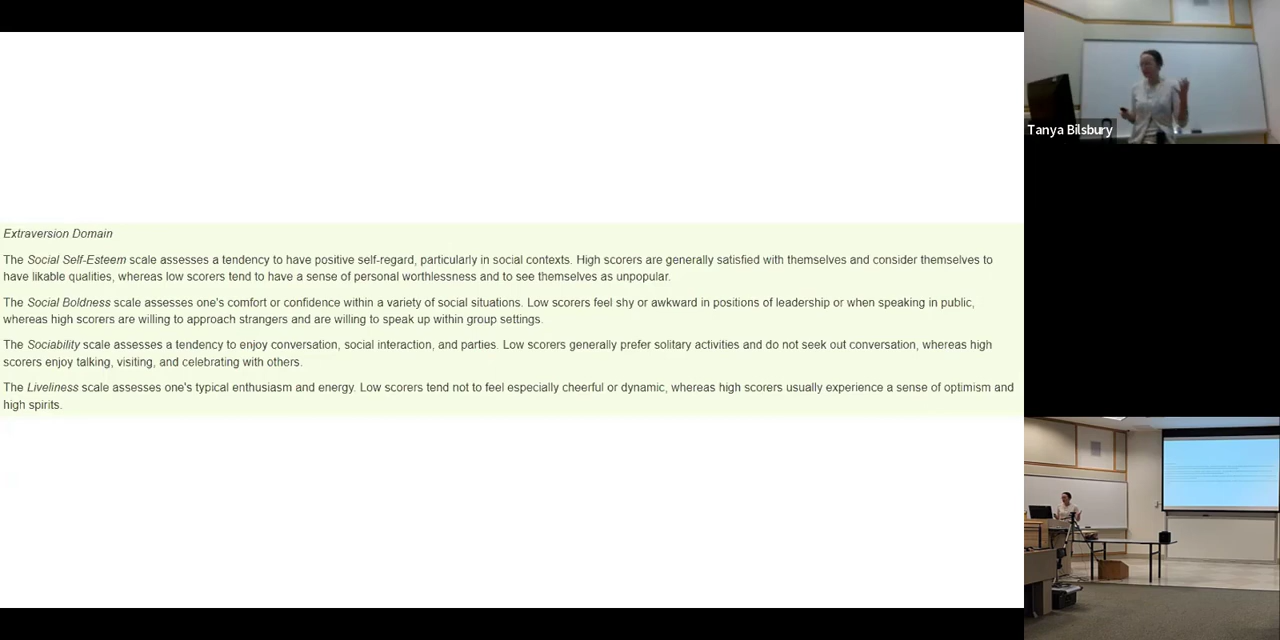 Extraversion Domain
The Social Self-Esteem scale assesses a tendency to have positive self-regard, particularly in social contexts. High scorers are generally satisfied with themselves and consider themselves to
have likable qualities, whereas low scorers tend to have a sense of personal worthlessness and to see themselves as unpopular.
The Social Boldness scale assesses one's comfort or confidence within a variety of social situations. Low scorers feel shy or awkward in positions of leadership or when speaking in public,
whereas high scorers are willing to approach strangers and are willing to speak up within group settings.
The Sociability scale assesses a tendency to enjoy conversation, social interaction, and parties. Low scorers generally prefer solitary activities and do not seek out conversation, whereas high
scorers enjoy talking, visiting, and celebrating with others.
The Liveliness scale assesses one's typical enthusiasm and energy. Low scorers tend not to feel especially cheerful or dynamic, whereas high scorers usually experience a sense of optimism and
high spirits.
Tanya Bilsbury